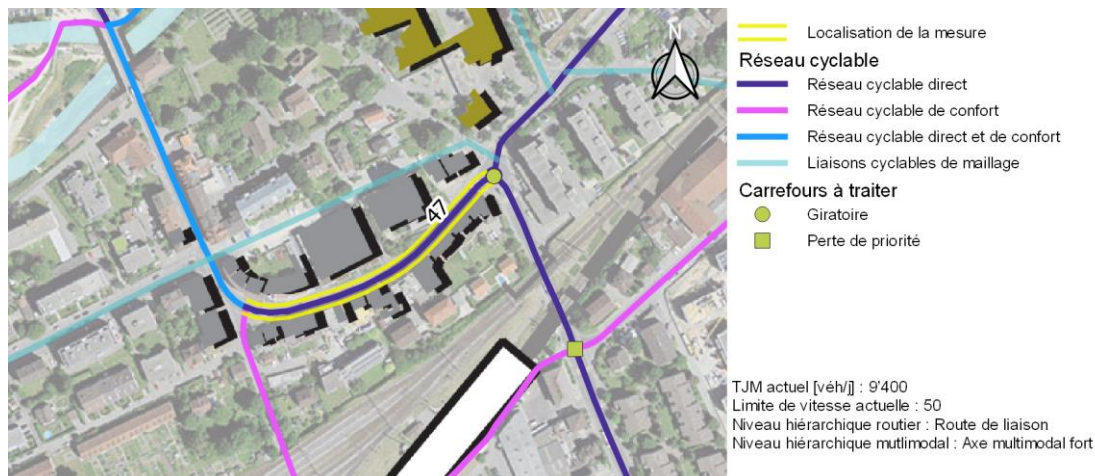 N
47
Localisation de la mesure
Réseau cyclable
Réseau cyclable direct
Réseau cyclable de confort
Réseau cyclable direct et de confort
Liaisons cyclables de maillage
Carrefours à traiter
Giratoire
Perte de priorité
TJM actuel [véh/j] : 9'400
Limite de vitesse actuelle : 50
Niveau hiérarchique routier : Route de liaison
Niveau hiérarchique mutlimodal : Axe multimodal fort